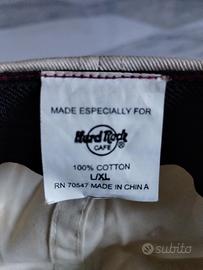 MADE ESPECIALLY FOR
Hard Rock
CAFE ®
100% COTTON
L/XL
RN 70547 MADE IN CHINA
subito